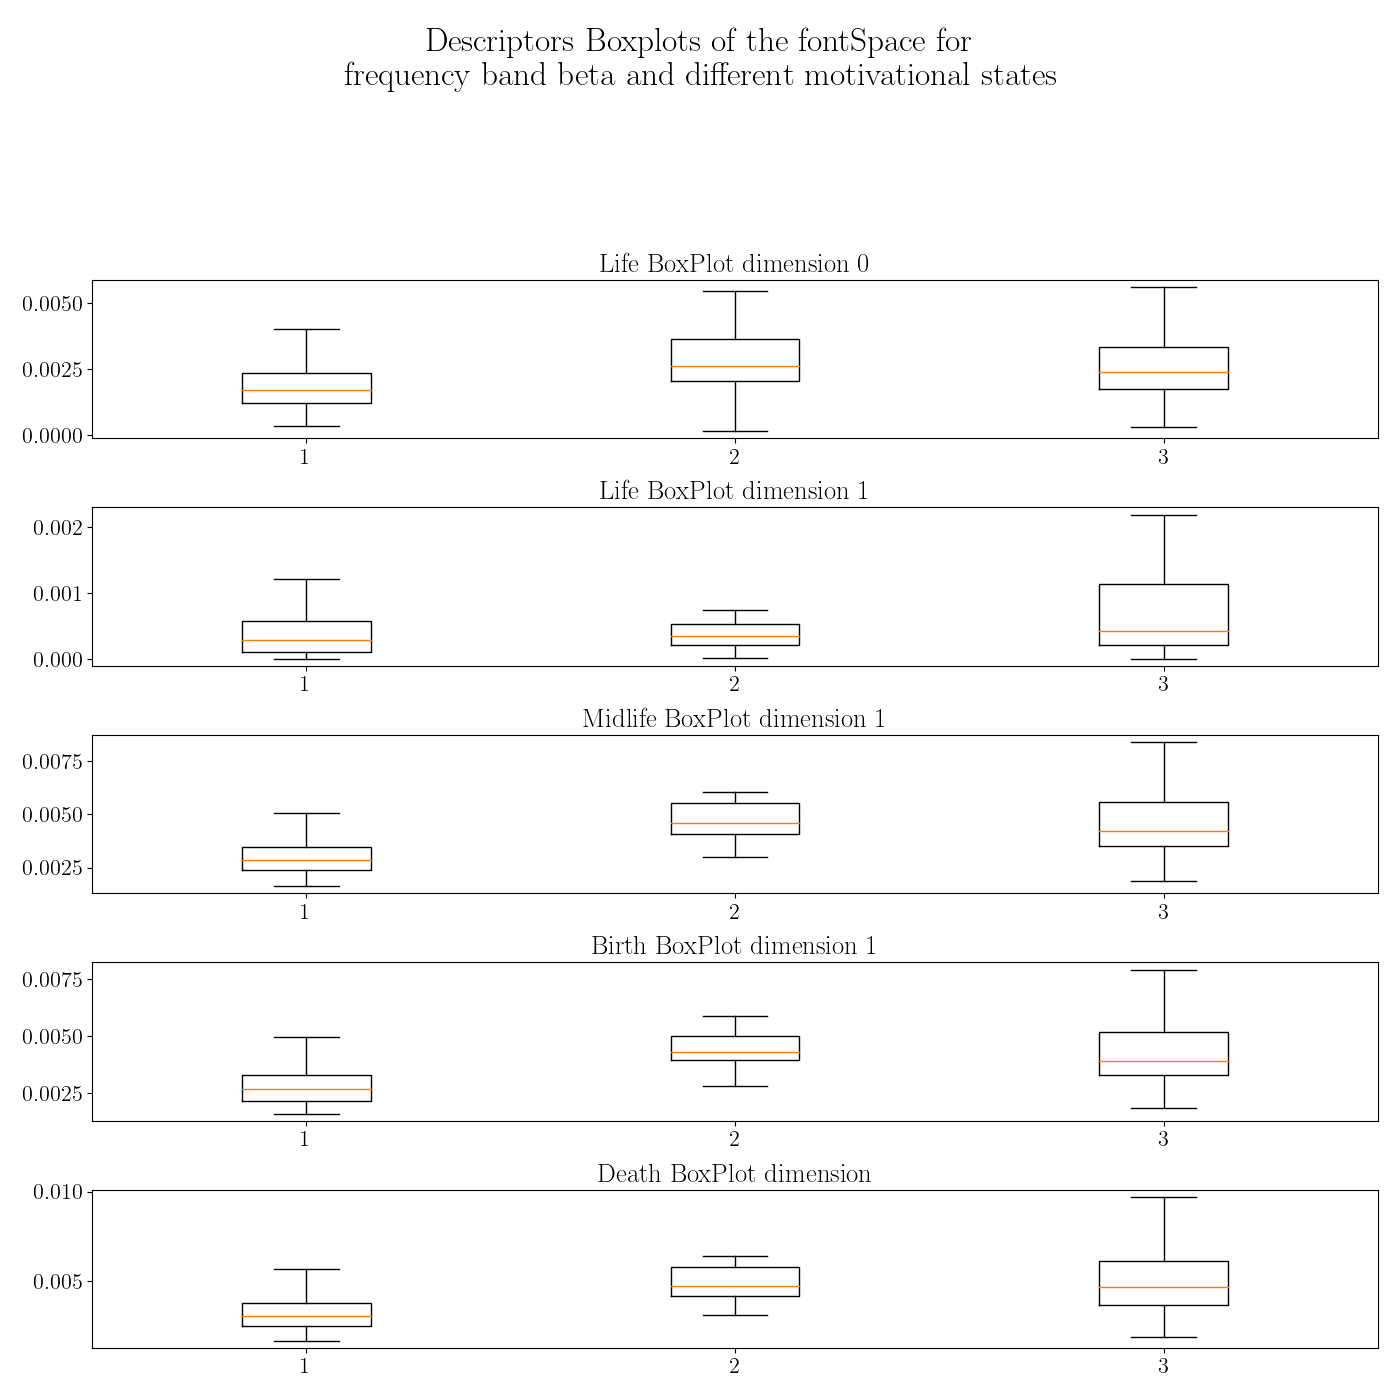 Descriptors Boxplots of the fontSpace for
frequency band beta and different motivational states
Life BoxPlot dimension 0
0.0050
0.0025
0.0000
1 2 3
Life BoxPlot dimension 1
0.002
0.001
0.000
1 2 3
Midlife BoxPlot dimension 1
0.0075
0.0050
0.0025
1 2 3
Birth BoxPlot dimension 1
0.0075
0.0050
0.0025
1 2 3
Death BoxPlot dimension
0.010
0.005
1 2 3